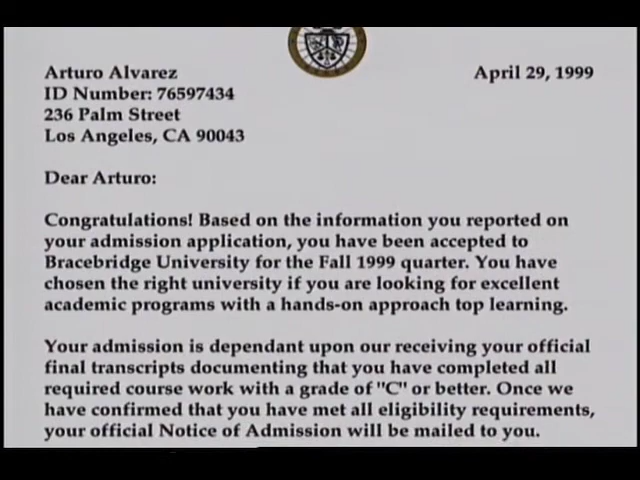 Arturo Alvarez
April 29, 1999
ID Number: 76597434
236 Palm Street
Los Angeles, CA 90043
Dear Arturo:
Congratulations! Based on the information you reported on
your admission application, you have been accepted to
Bracebridge University for the Fall 1999 quarter. You have
chosen the right university if you are looking for excellent
academic programs with a hands-on approach top learning.
Your admission is dependant upon our receiving your official
final transcripts documenting that you have completed all
required course work with a grade of "C" or better. Once we
have confirmed that you have met all eligibility requirements,
your official Notice of Admission will be mailed to you.